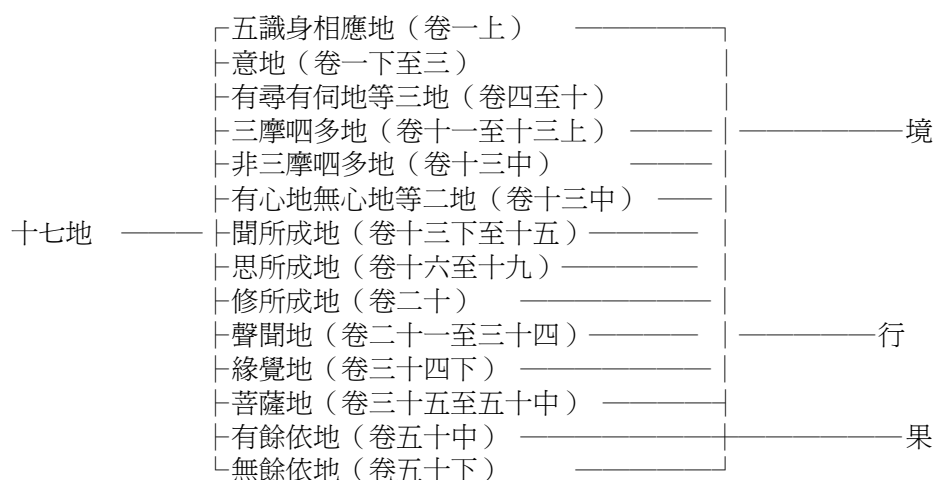 五識身相應地（卷一上）
意地（卷一下至三）
有尋有伺地等三地（卷四至十）
三摩呬多地（卷十一至十三上） 境
非三摩呬多地（卷十三中）
有心地無心地等二地（卷十三中）
十七地 聞所成地（卷十三下至十五）
思所成地（卷十六至十九）
修所成地（卷二十）
聲聞地（卷二十一至三十四） 行
緣覺地（卷三十四下）
菩薩地（卷三十五至五十中）
有餘依地（卷五十中） 果
無餘依地（卷五十下）